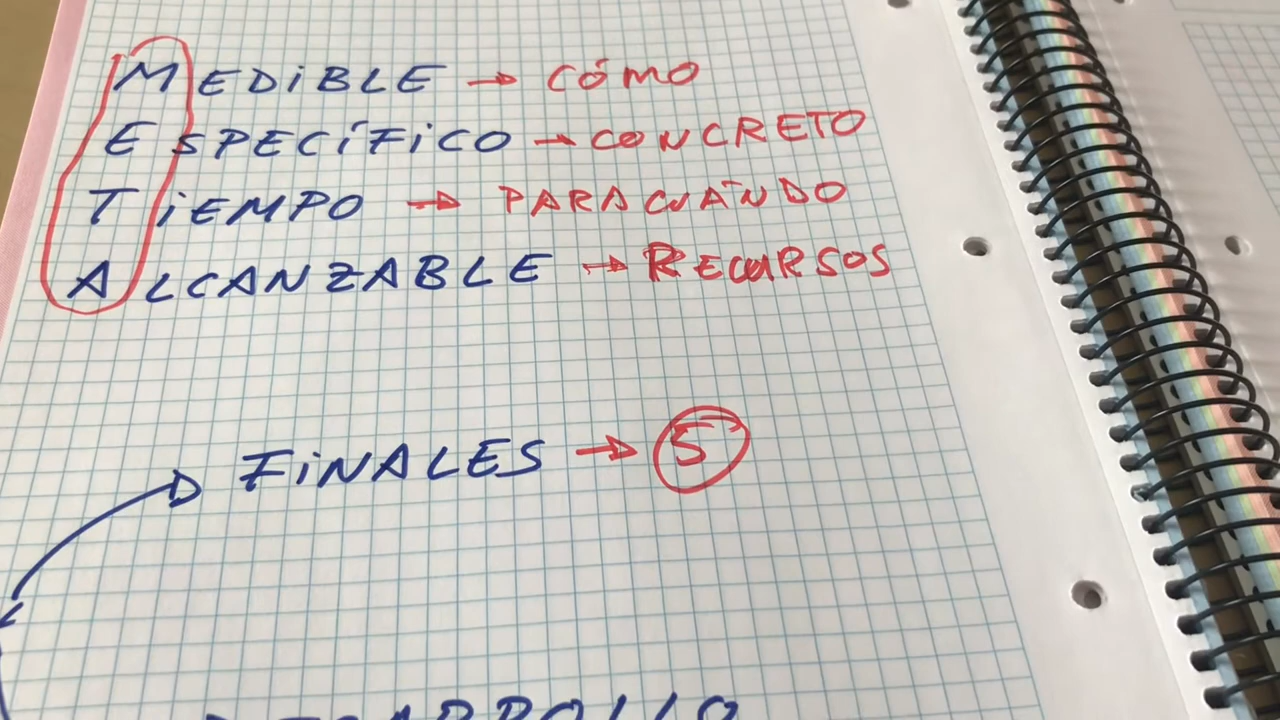 MEDIBLE → CÓMO
ESPECÍFICO → CONCRETO
TIEMPO → PARA CUÁNDO
ALCANZABLE → RECURSOS
FINALES → 5